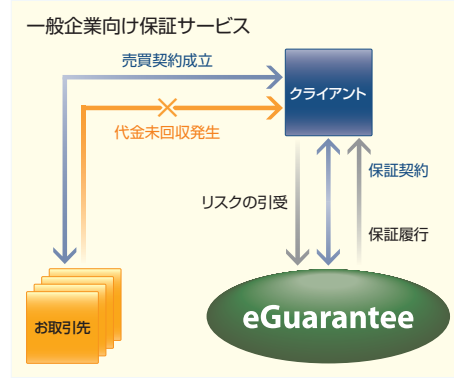 一般企業向け保証サービス
売買契約成立
クライアント
代金未回収発生
保証契約
リスクの引受
保証履行
お取引先
eGuarantee